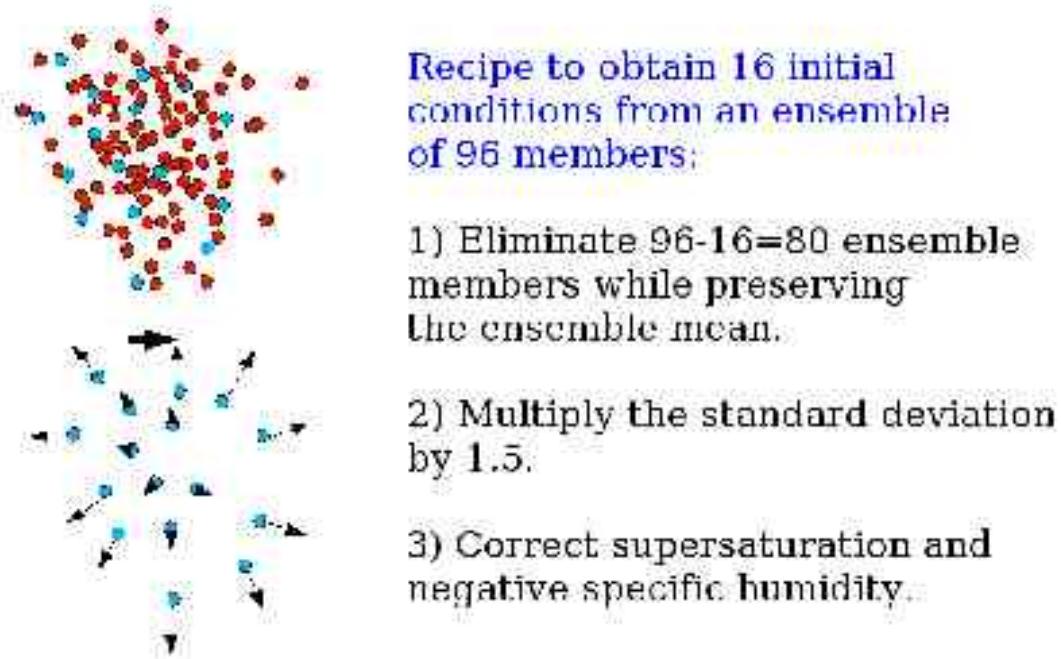 Recipe to obtain 16 initial
conditions from an ensemble
of 96 members:
1) Eliminate 96-16=80 ensemble
members while preserving
the ensemble mean.
2) Multiply the standard deviation
by 1.5.
3) Correct supersaturation and
negative specific humidity.